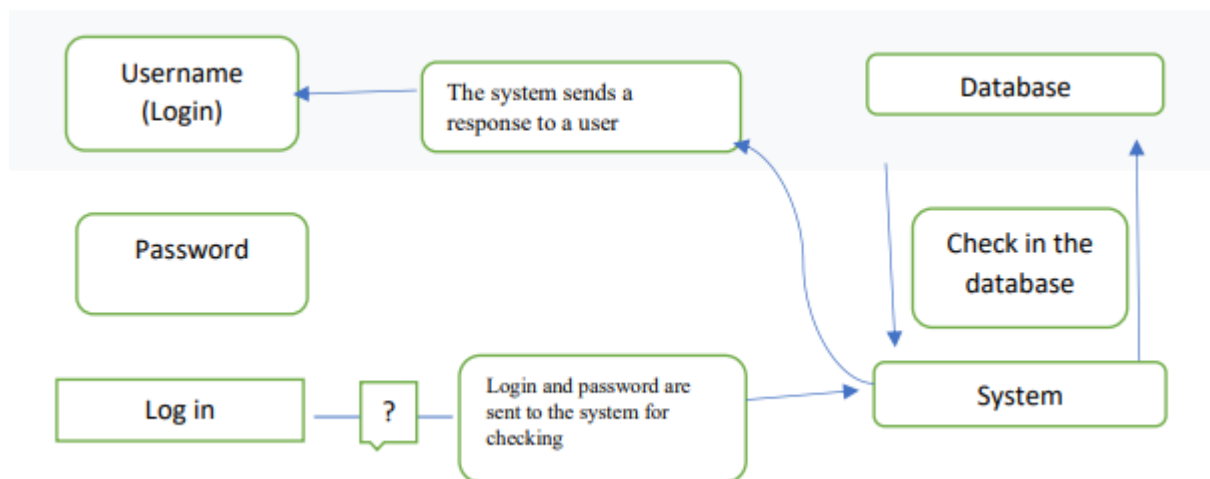 Username
(Login)
The system sends a
response to a user
Database
Password
Check in the
database
Log in
?
Login and password are
sent to the system for
checking
System